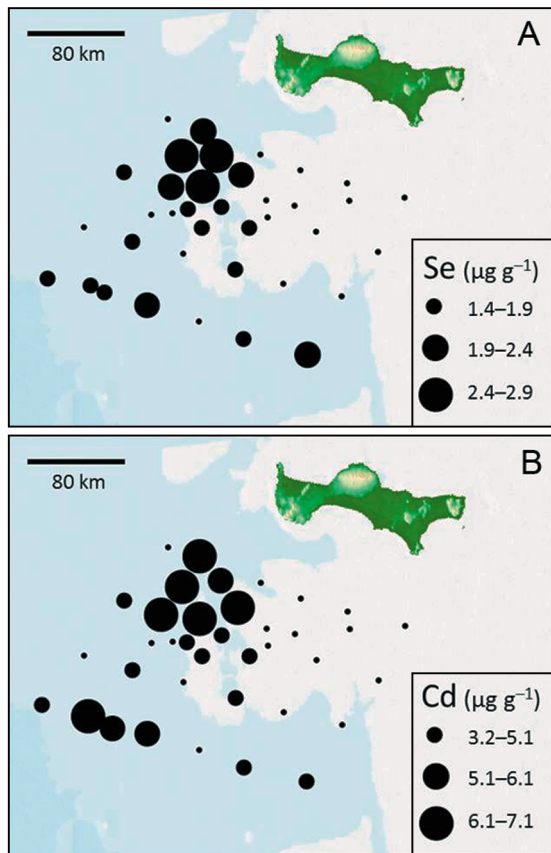 A
80 km
Se (µg g⁻¹)
1.4–1.9
1.9–2.4
2.4–2.9
B
80 km
Cd (µg g⁻¹)
3.2–5.1
5.1–6.1
6.1–7.1